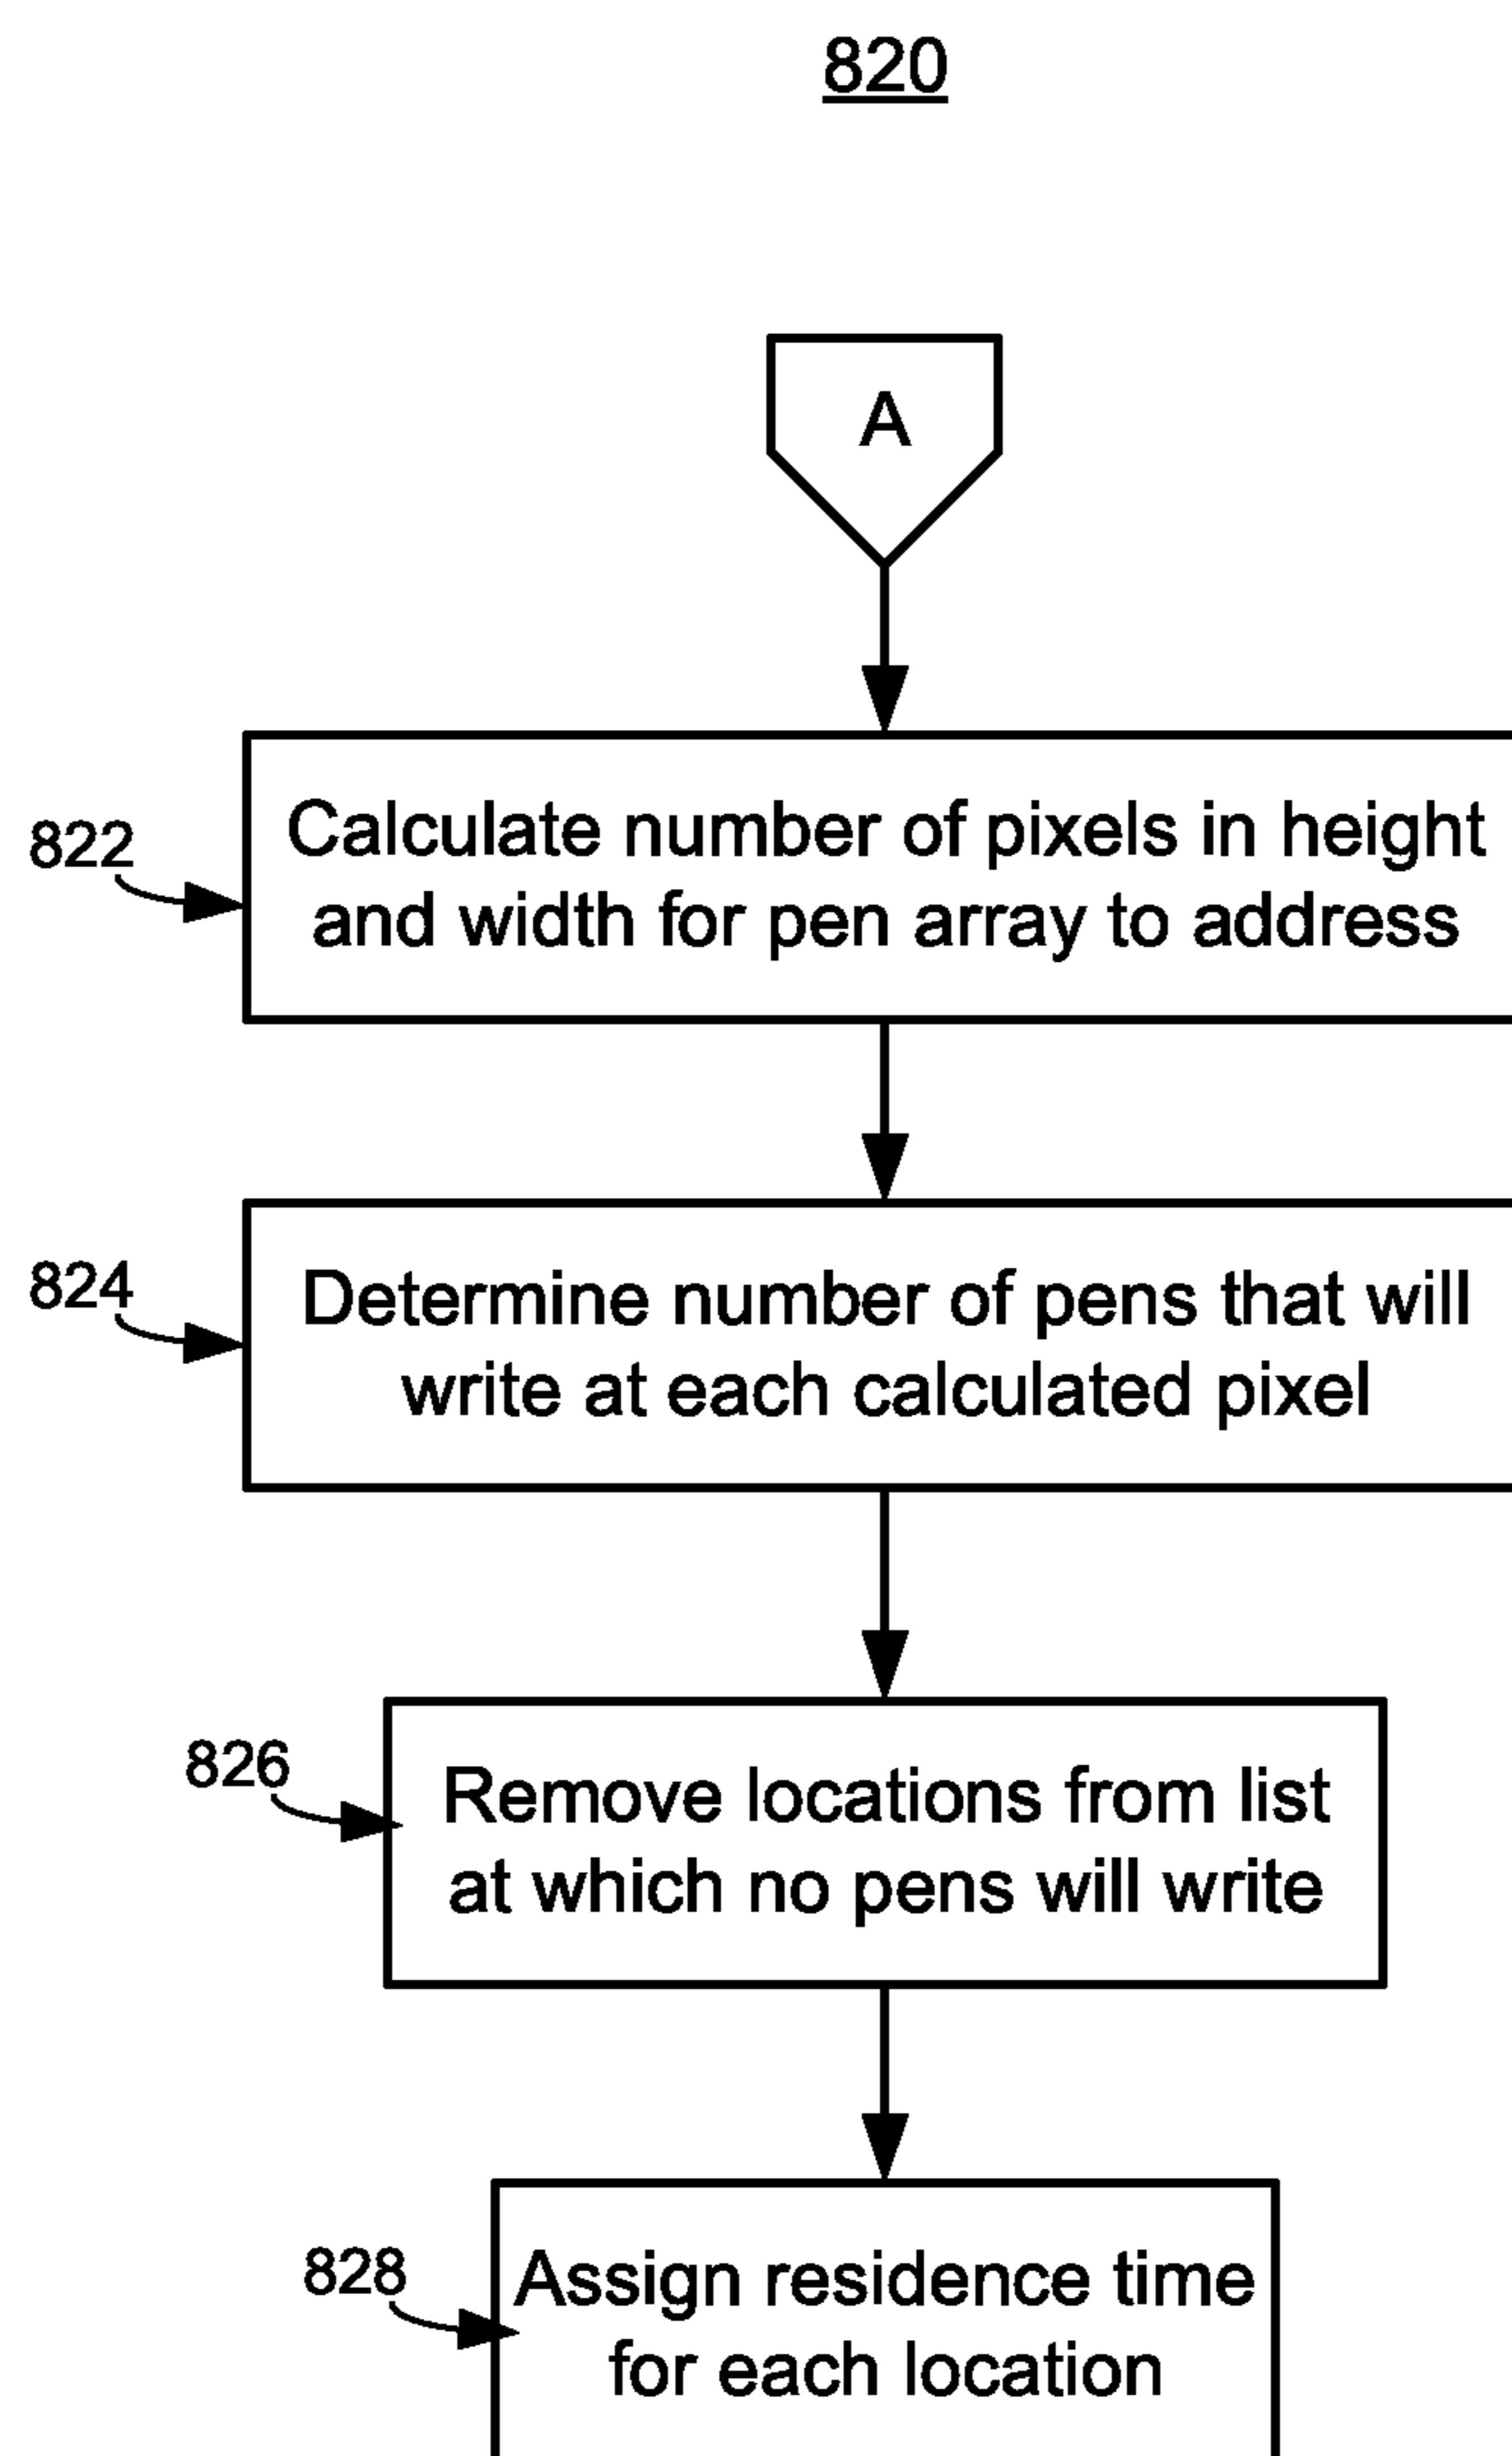 820
A
822
Calculate number of pixels in height
and width for pen array to address
824
Determine number of pens that will
write at each calculated pixel
826
Remove locations from list
at which no pens will write
828
Assign residence time
for each location